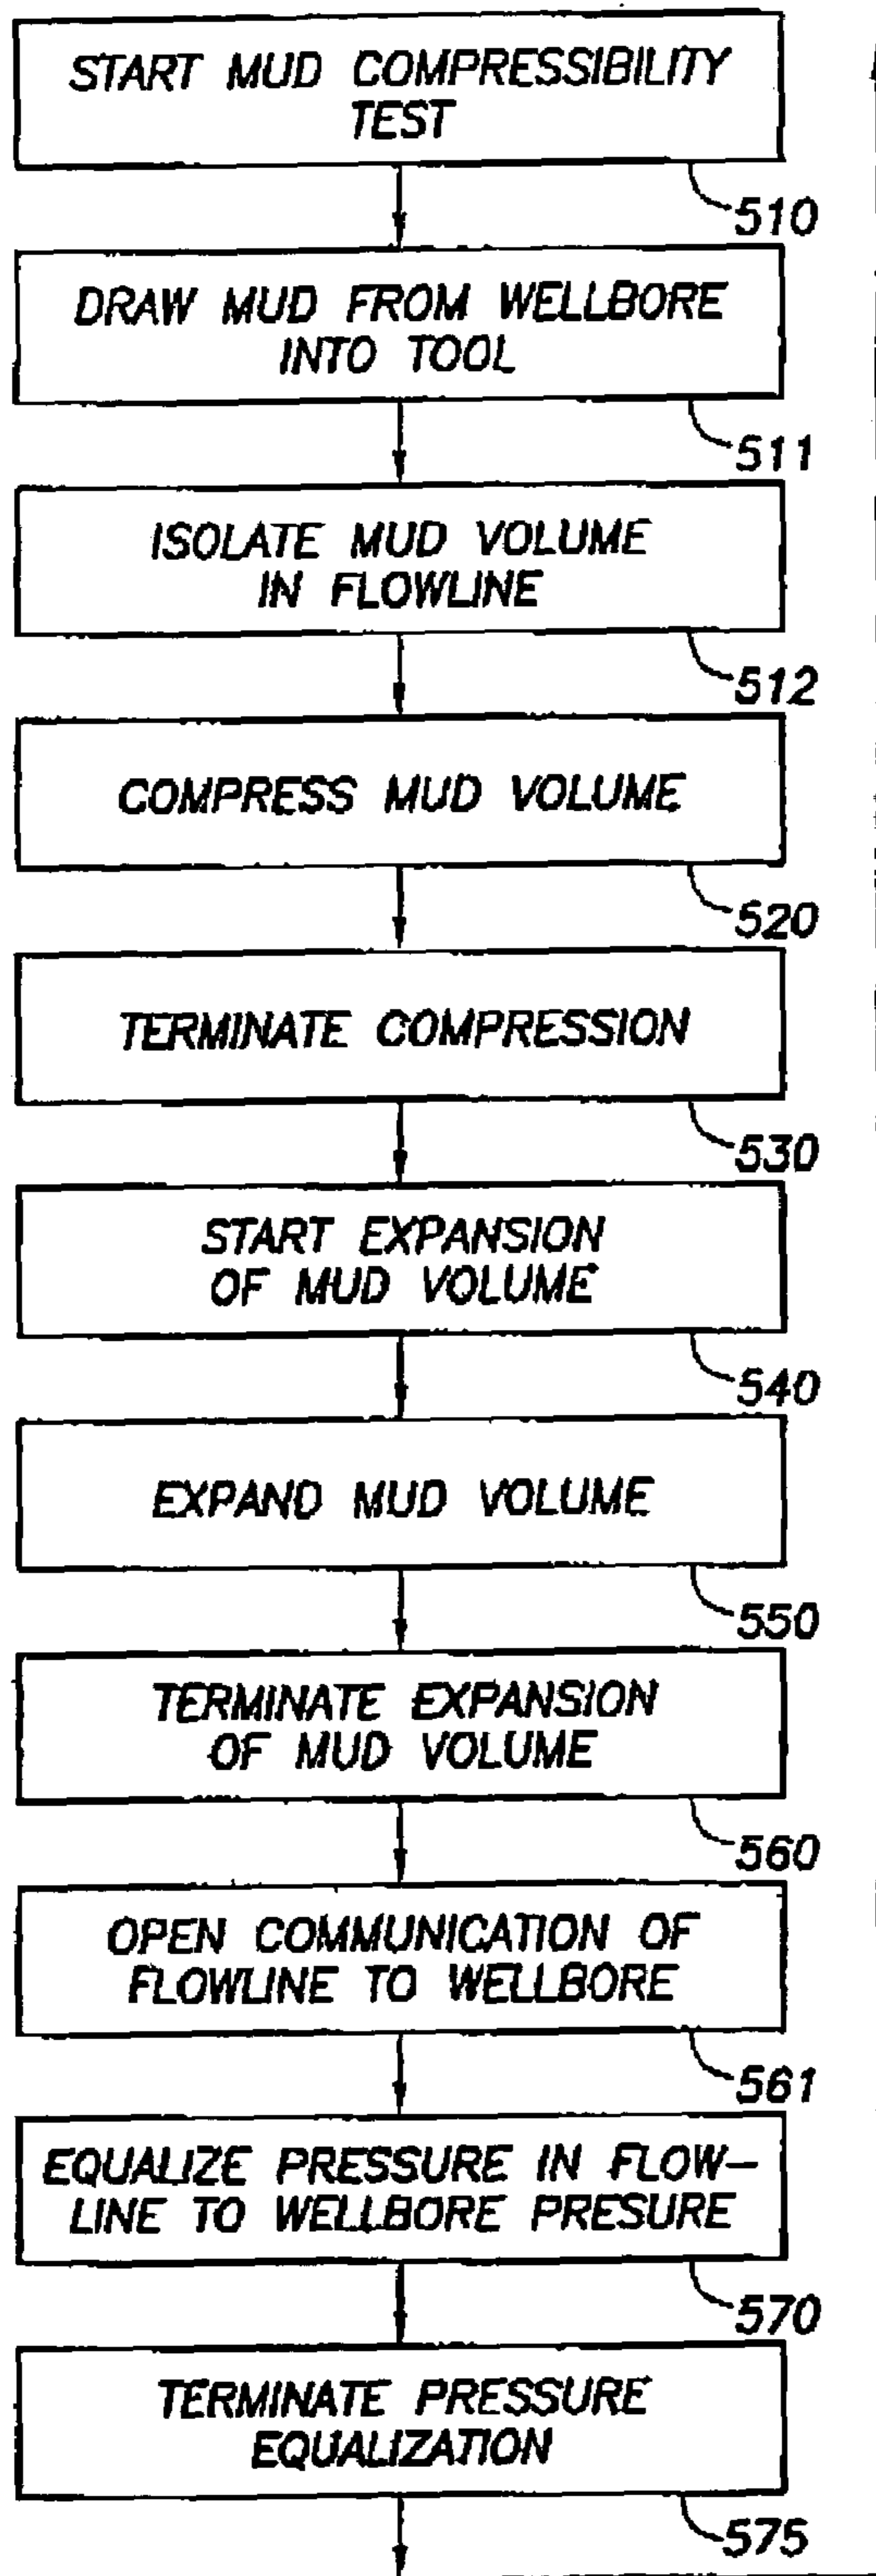 START MUD COMPRESSIBILITY
TEST
510
DRAW MUD FROM WELLBORE
INTO TOOL
511
ISOLATE MUD VOLUME
IN FLOWLINE
512
COMPRESS MUD VOLUME
520
TERMINATE COMPRESSION
530
START EXPANSION
OF MUD VOLUME
540
EXPAND MUD VOLUME
550
TERMINATE EXPANSION
OF MUD VOLUME
560
OPEN COMMUNICATION OF
FLOWLINE TO WELLBORE
561
EQUALIZE PRESSURE IN FLOW-
LINE TO WELLBORE PRESURE
570
TERMINATE PRESSURE
EQUALIZATION
575